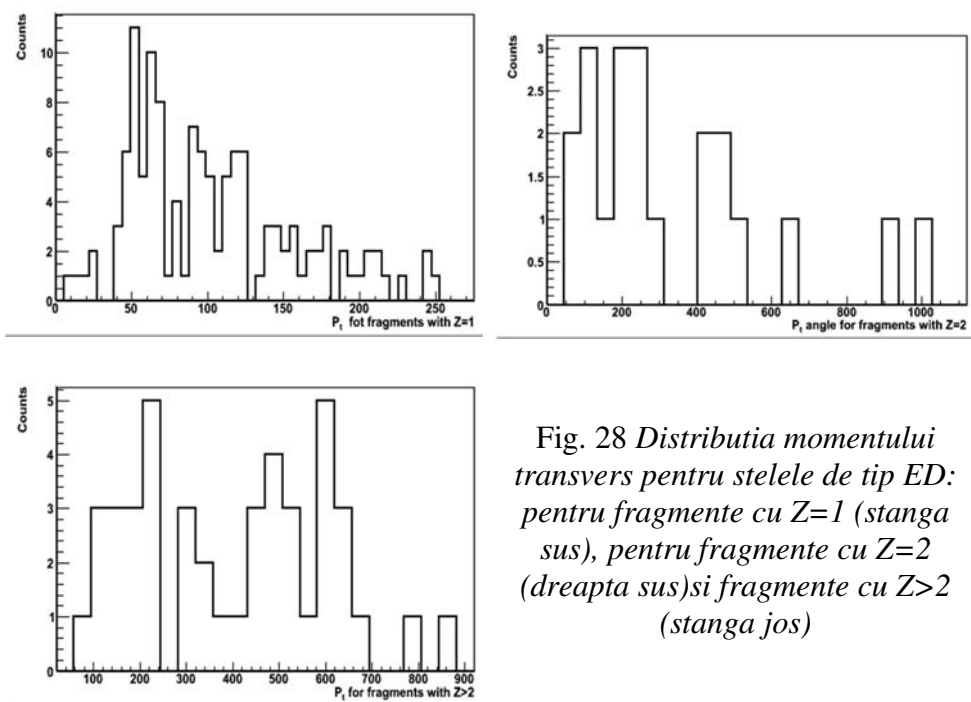 Counts
10
8
6
4
2
0
0 50 100 150 200 250
P_t fot fragments with Z=1
Counts
3
2.5
2
1.5
1
0.5
0
0 200 400 600 800 1000
P_t angle for fragments with Z=2
Counts
5
4
3
2
1
0
100 200 300 400 500 600 700 800 900
P_t for fragments with Z>2
Fig. 28 Distributia momentului
transvers pentru stelele de tip ED:
pentru fragmente cu Z=1 (stanga
sus), pentru fragmente cu Z=2
(dreapta sus)si fragmente cu Z>2
(stanga jos)